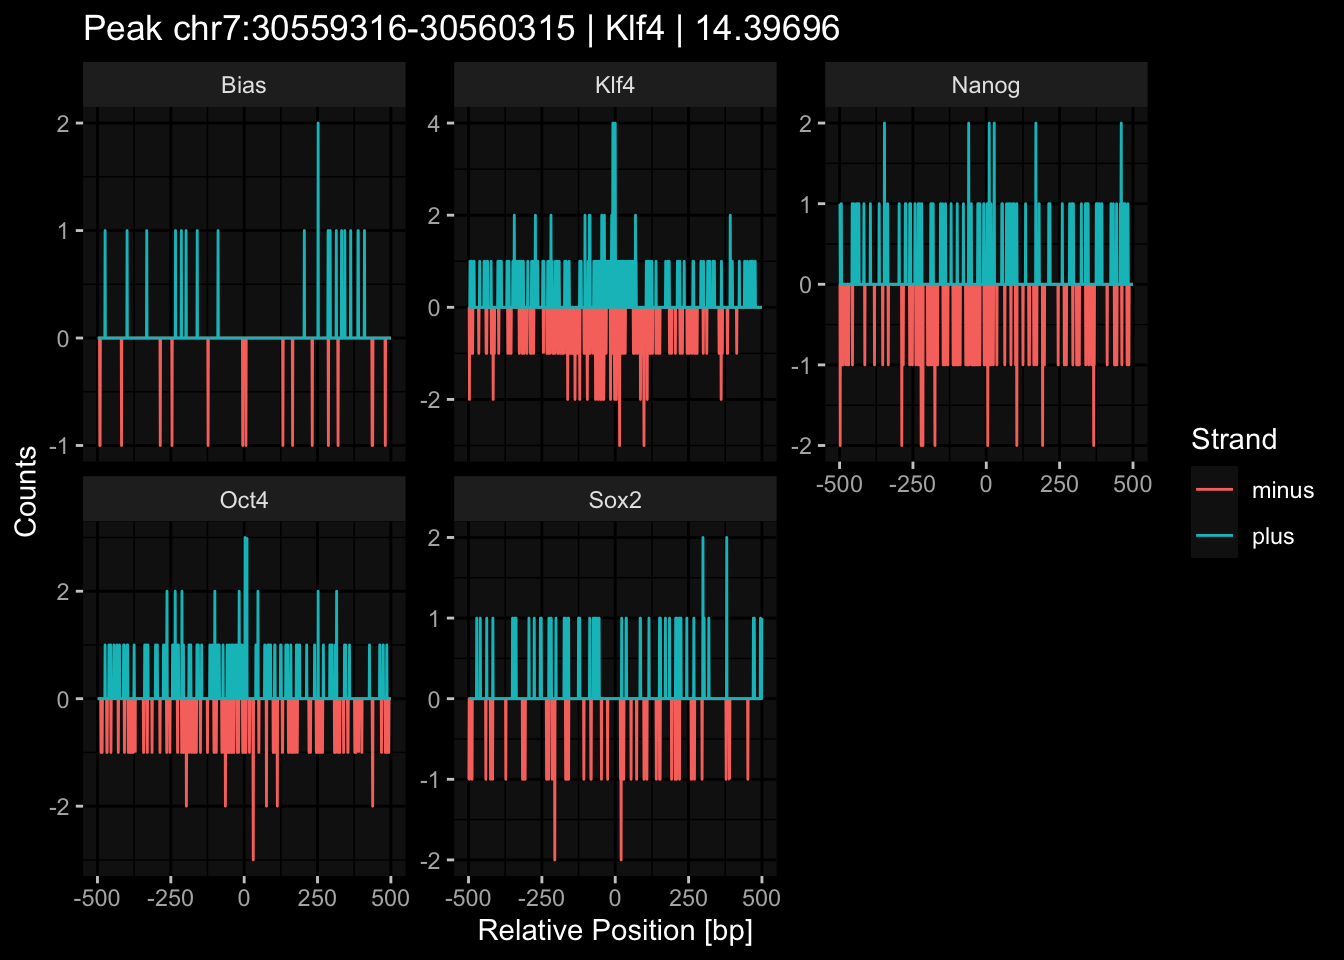 Peak chr7:30559316-30560315 | Klf4 | 14.39696
Bias
Klf4
Nanog
2
1
0
-1
4
2
0
-2
2
1
0
-1
-2
-500 -250 0 250 500
Oct4
Sox2
2
0
-2
2
1
0
-1
-2
-500 -250 0 250 500
-500 -250 0 250 500
Relative Position [bp]
Counts
Strand
minus
plus